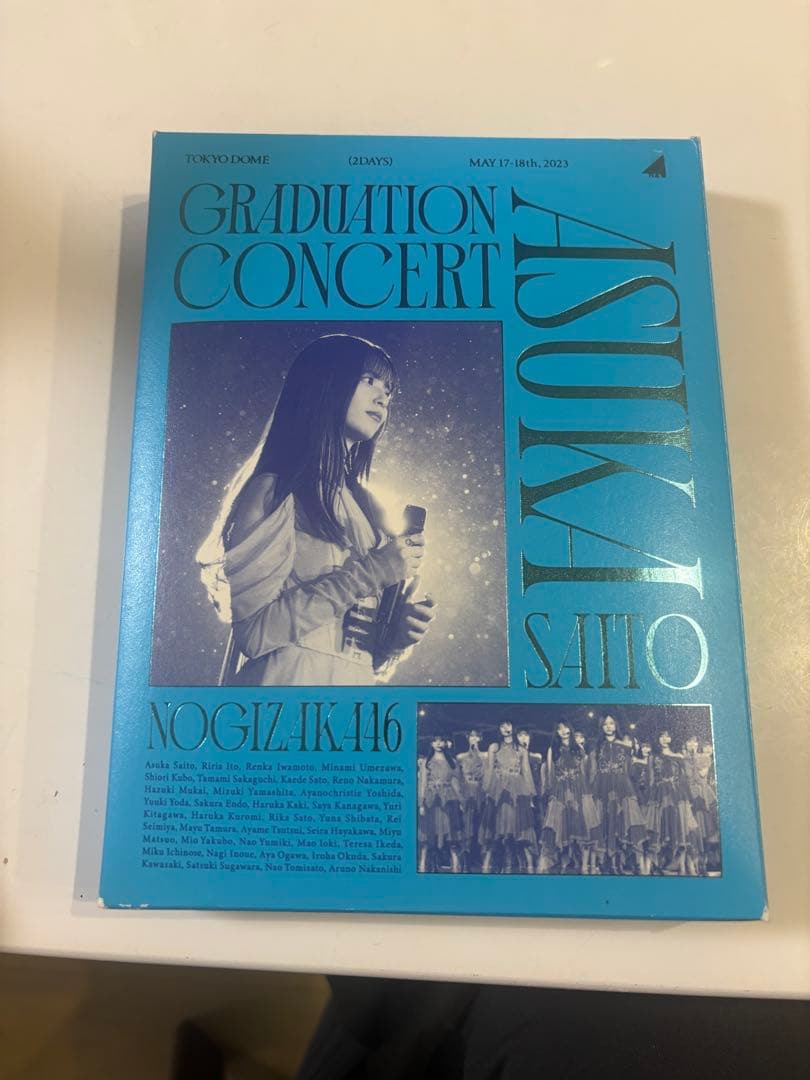 TOKYO DOME (2DAYS) MAY 17-18th, 2023
N46
GRADUATION
CONCERT
ASUKA
SAITO
NOGIZAKA46
Asuka Saito, Riria Ito, Renka Iwamoto, Minami Umezawa,
Shiori Kubo, Tamami Sakaguchi, Kaede Sato, Reno Nakamura,
Hazuki Mukai, Mizuki Yamashita, Ayanochristie Yoshida,
Yuuki Yoda, Sakura Endo, Haruka Kaki, Saya Kanagawa, Yuri
Kitagawa, Haruka Kuromi, Rika Sato, Yuna Shibata, Rei
Seimiya, Mayu Tamura, Ayame Tsutsui, Seira Hayakawa, Miyu
Matsuo, Mio Yakubo, Nao Yumiki, Mao Ioki, Teresa Ikeda,
Miku Ichinose, Nagi Inoue, Aya Ogawa, Iroha Okuda, Sakura
Kawasaki, Satsuki Sugawara, Nao Tomisato, Aruno Nakanishi